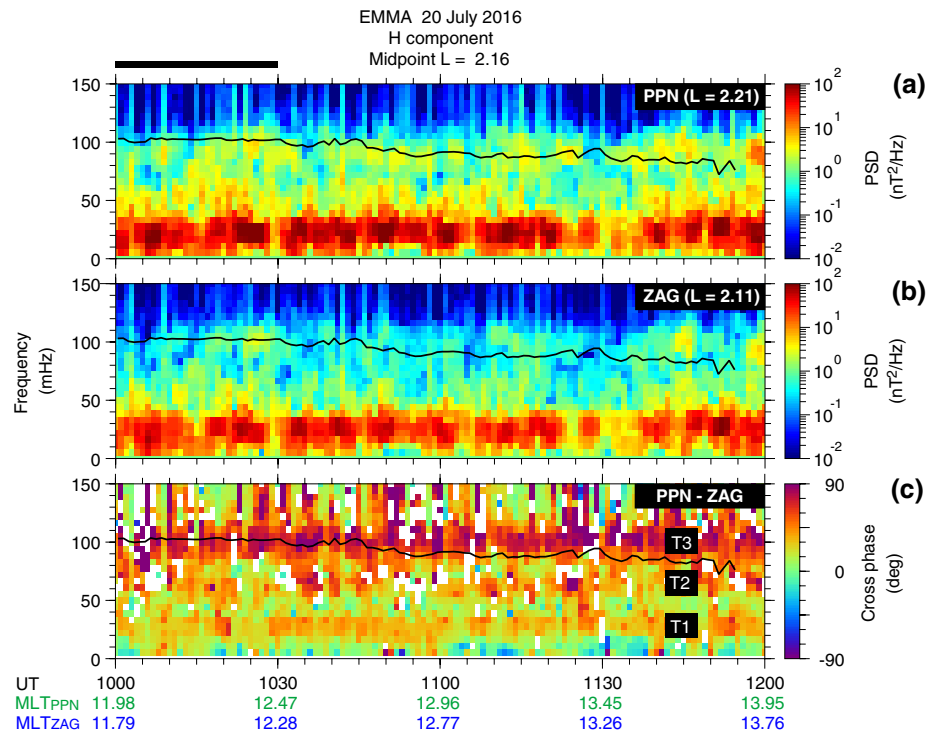 EMMA 20 July 2016
H component
Midpoint L = 2.16
(a)
PPN (L = 2.21)
150
100
50
0
10^2
10^1
10^0
10^-1
10^-2
PSD
(nT^2/Hz)
(b)
ZAG (L = 2.11)
150
100
50
0
Frequency
(mHz)
10^2
10^1
10^0
10^-1
10^-2
PSD
(nT^2/Hz)
(c)
PPN - ZAG
150
100
50
0
T3
T2
T1
90
0
-90
Cross phase
(deg)
UT 1000 1030 1100 1130 1200
MLTPPN 11.98 12.47 12.96 13.45 13.95
MLTZAG 11.79 12.28 12.77 13.26 13.76